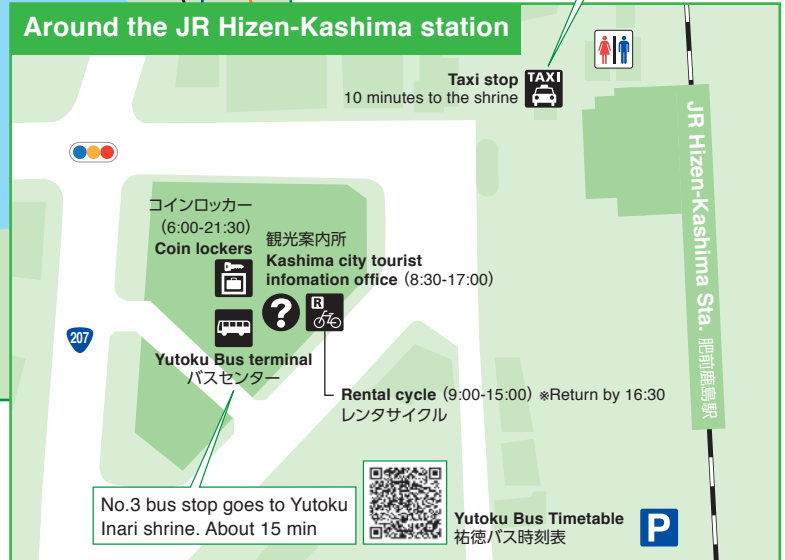 Around the JR Hizen-Kashima station
Taxi stop
10 minutes to the shrine
TAXI
JR Hizen-Kashima Sta. 肥前鹿島駅
コインロッカー
(6:00-21:30)
Coin lockers
観光案内所
Kashima city tourist
infomation office (8:30-17:00)
?
R
207
Yutoku Bus terminal
バスセンター
Rental cycle (9:00-15:00) ※Return by 16:30
レンタサイクル
No.3 bus stop goes to Yutoku
Inari shrine. About 15 min
Yutoku Bus Timetable
祐徳バス時刻表
P